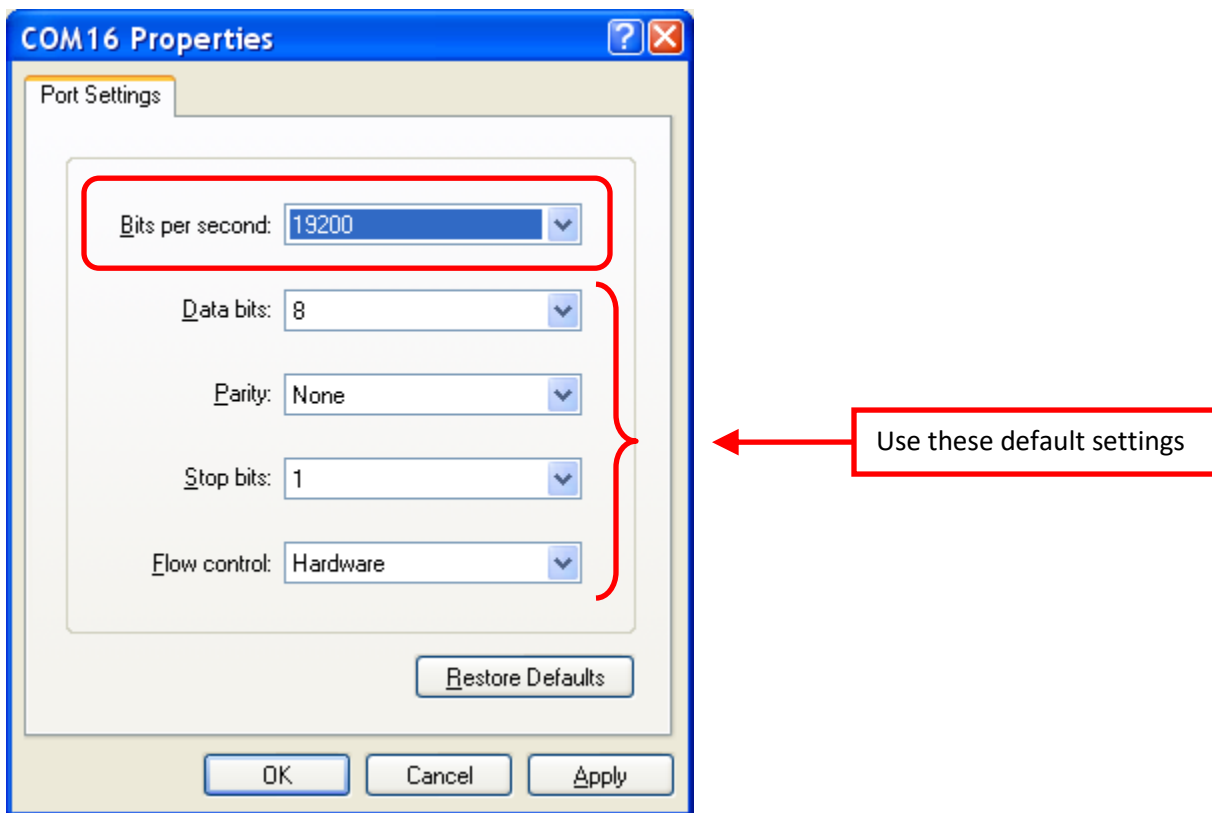 COM16 Properties
Port Settings
Bits per second: 19200
Data bits: 8
Parity: None
Use these default settings
Stop bits: 1
Flow control: Hardware
Restore Defaults
OK Cancel Apply